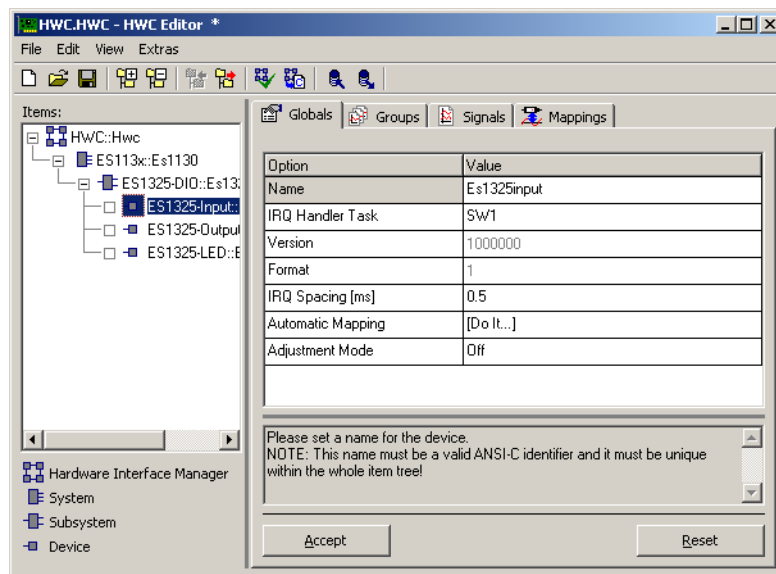 HWC.HWC - HWC Editor *
File Edit View Extras
Items:
HWC::Hwc
ES113x::Es1130
ES1325-DIO::Es132
ES1325-Input::
ES1325-Output
ES1325-LED::E
Hardware Interface Manager
System
Subsystem
Device
Globals Groups Signals Mappings
Option Value
Name Es1325input
IRQ Handler Task SW1
Version 1000000
Format 1
IRQ Spacing [ms] 0.5
Automatic Mapping [Do It...]
Adjustment Mode Off
Please set a name for the device.
NOTE: This name must be a valid ANSI-C identifier and it must be unique
within the whole item tree!
Accept Reset